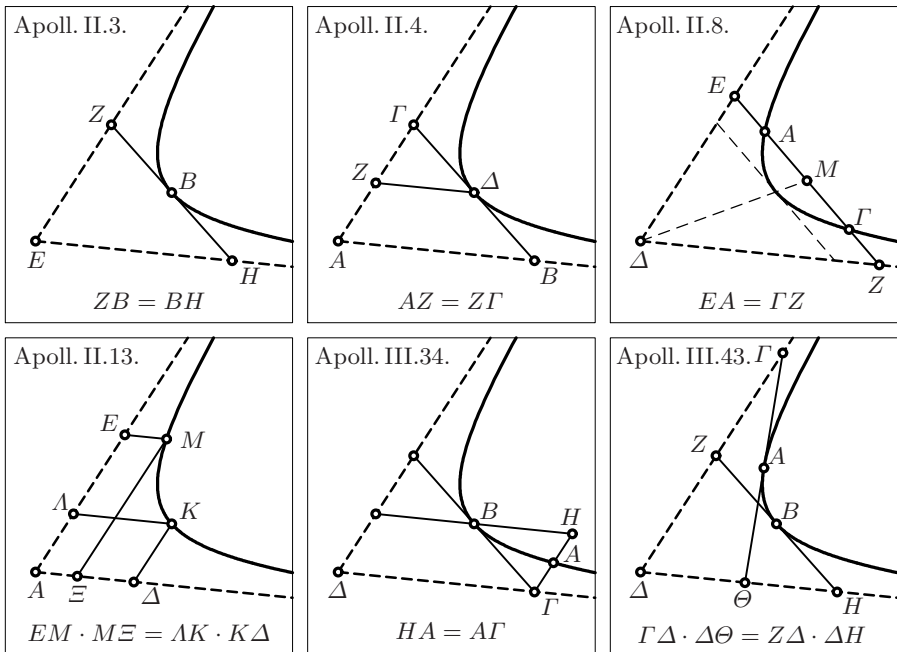 Apoll. II.3.
Z
B
E
H
ZB = BH
Apoll. II.4.
Γ
Z
Δ
A
B
AZ = ZΓ
Apoll. II.8.
E
A
M
Γ
Δ
Z
EA = ΓZ
Apoll. II.13.
E
M
Λ
K
A
Ξ
Δ
EM · MΞ = ΛK · KΔ
Apoll. III.34.
B
H
A
Δ
Γ
HA = AΓ
Apoll. III.43.
Γ
Z
A
B
Δ
Θ
H
ΓΔ · ΔΘ = ZΔ · ΔH